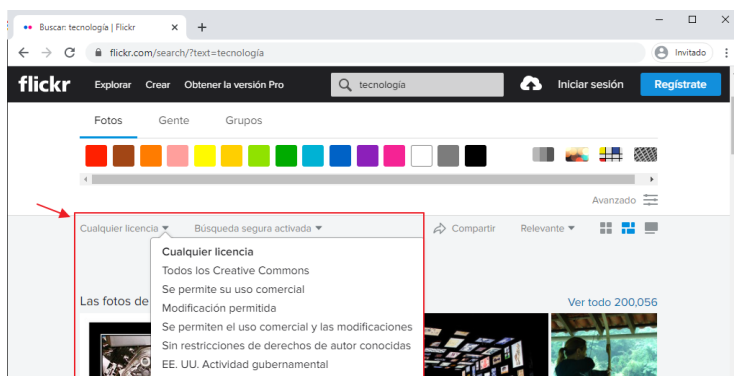 Buscar: tecnología | Flickr
flickr.com/search/?text=tecnología
Invitado
flickr
Explorar Crear Obtener la versión Pro
tecnología
Iniciar sesión
Regístrate
Fotos Gente Grupos
Avanzado
Cualquier licencia Búsqueda segura activada Compartir Relevante
Cualquier licencia
Todos los Creative Commons
Se permite su uso comercial
Modificación permitida
Las fotos de
Ver todo 200,056
Se permiten el uso comercial y las modificaciones
Sin restricciones de derechos de autor conocidas
EE. UU. Actividad gubernamental